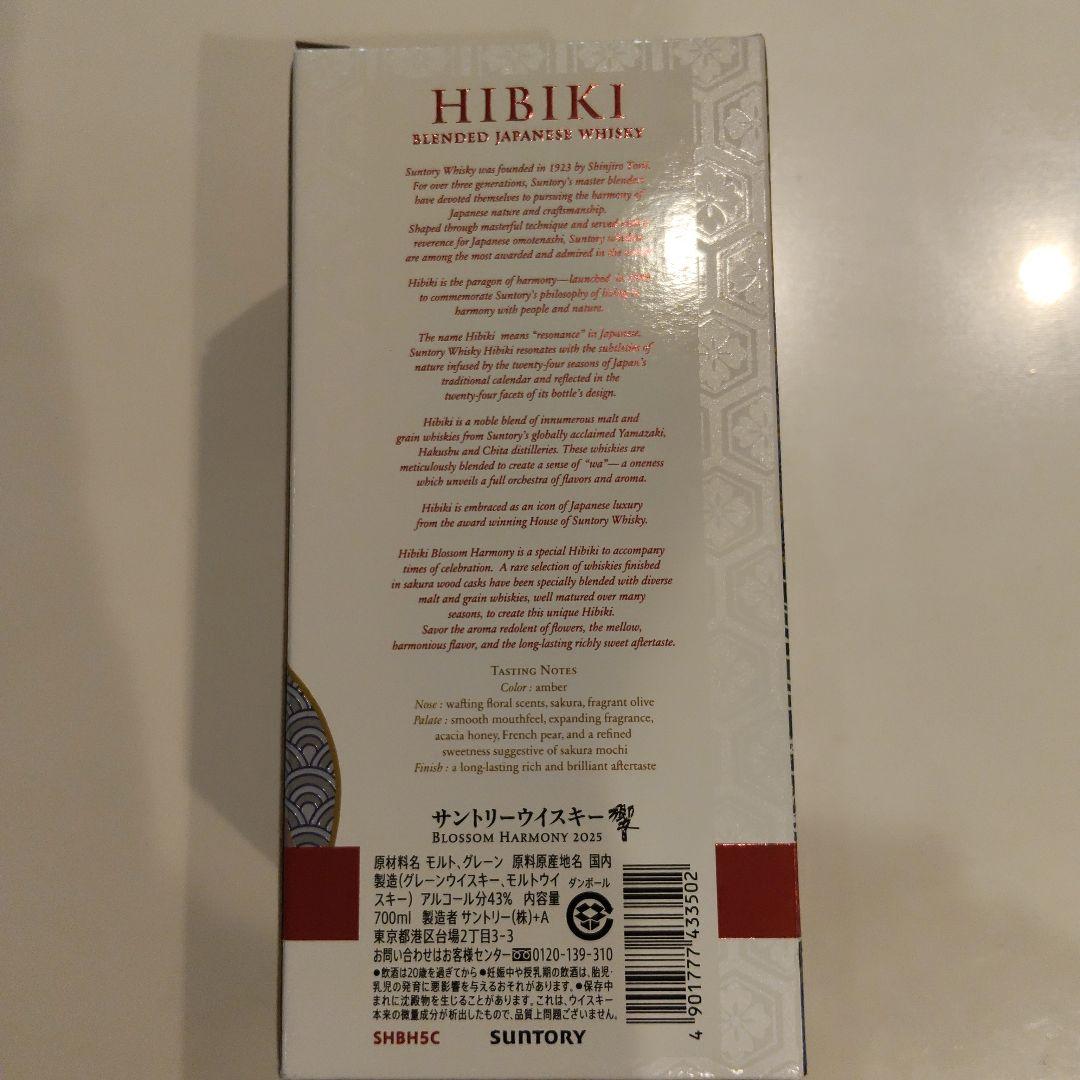 HIBIKI
BLENDED JAPANESE WHISKY
Suntory Whisky was founded in 1923 by Shinjiro Torii.
For over three generations, Suntory's master blenders
have devoted themselves to pursuing the harmony of
Japanese nature and craftsmanship.
Shaped through masterful technique and served
reverence for Japanese omotenashi, Suntory
are among the most awarded and admired in the
Hibiki is the paragon of harmony—launched in
to commemorate Suntory's philosophy of
harmony with people and nature.
The name Hibiki means "resonance" in Japanese.
Suntory Whisky Hibiki resonates with the subtleties of
nature infused by the twenty-four seasons of Japan's
traditional calendar and reflected in the
twenty-four facets of its bottle's design.
Hibiki is a noble blend of innumerous malt and
grain whiskies from Suntory's globally acclaimed Yamazaki,
Hakushu and Chita distilleries. These whiskies are
meticulously blended to create a sense of "wa"— a oneness
which unveils a full orchestra of flavors and aroma.
Hibiki is embraced as an icon of Japanese luxury
from the award winning House of Suntory Whisky.
Hibiki Blossom Harmony is a special Hibiki to accompany
times of celebration. A rare selection of whiskies finished
in sakura wood casks have been specially blended with diverse
malt and grain whiskies, well matured over many
seasons, to create this unique Hibiki.
Savor the aroma redolent of flowers, the mellow,
harmonious flavor, and the long-lasting richly sweet aftertaste.
TASTING NOTES
Color : amber
Nose : wafting floral scents, sakura, fragrant olive
Palate : smooth mouthfeel, expanding fragrance,
acacia honey, French pear, and a refined
sweetness suggestive of sakura mochi
Finish : a long-lasting rich and brilliant aftertaste
サントリーウイスキー響
BLOSSOM HARMONY 2025
原材料名 モルト、グレーン 原料原産地名 国内
製造(グレーンウイスキー、モルトウイ
スキー) アルコール分43% 内容量
700ml 製造者 サントリー(株)+A
東京都港区台場2丁目3-3
お問い合わせはお客様センター0120-139-310
ダンボール
●飲酒は20歳を過ぎてから ●妊娠中や授乳期の飲酒は、胎児・
乳児の発育に悪影響を与えるおそれがあります。●保存中
まれに沈殿物を生じることがあります。これは、ウイスキー
本来の微量成分が析出したもので、品質上問題ございません。
SHBH5C SUNTORY
4 901777 433502